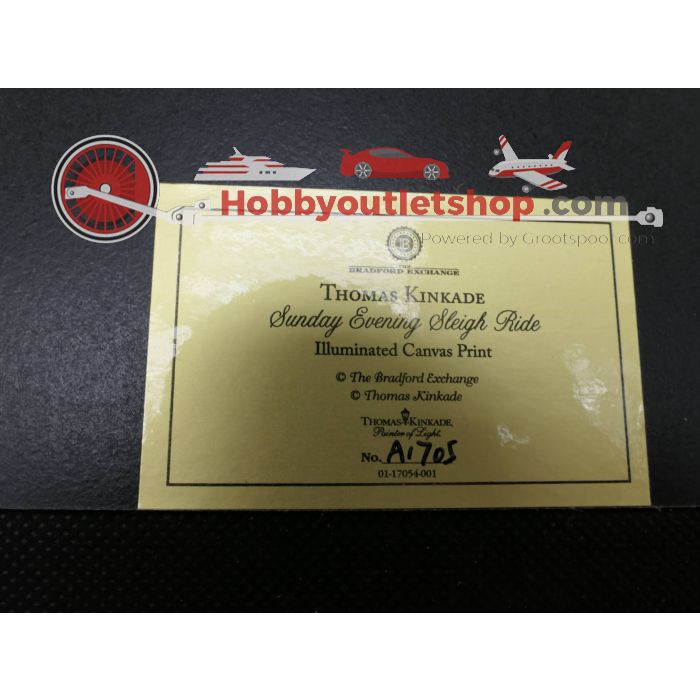 Hobbyoutletshop.com
Powered by Grootspoor.com
B
THE
BRADFORD EXCHANGE
THOMAS KINKADE
Sunday Evening Sleigh Ride
Illuminated Canvas Print
© The Bradford Exchange
© Thomas Kinkade
THOMAS KINKADE,
Painter of Light
No. A1705
01-17054-001